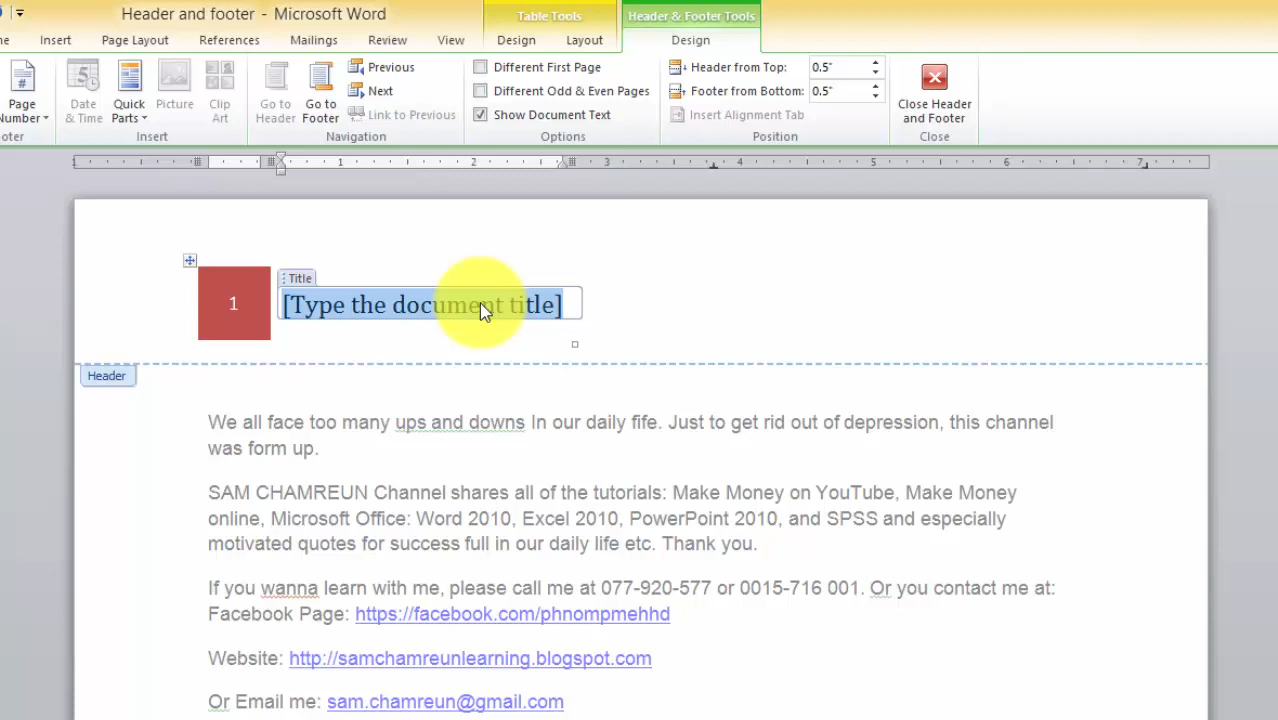 Header and footer - Microsoft Word
Table Tools
Header & Footer Tools
Insert
Page Layout
References
Mailings
Review
View
Design
Layout
Design
Page
Number
Date
& Time
Quick
Parts
Picture
Clip
Art
Insert
Go to
Header
Go to
Footer
Previous
Next
Link to Previous
Navigation
Different First Page
Different Odd & Even Pages
Show Document Text
Options
Header from Top: 0.5"
Footer from Bottom: 0.5"
Insert Alignment Tab
Position
Close Header
and Footer
Close
1 1 2 3 4 5 6 7
Title
1
[Type the document title]
Header
We all face too many ups and downs In our daily fife. Just to get rid out of depression, this channel
was form up.
SAM CHAMREUN Channel shares all of the tutorials: Make Money on YouTube, Make Money
online, Microsoft Office: Word 2010, Excel 2010, PowerPoint 2010, and SPSS and especially
motivated quotes for success full in our daily life etc. Thank you.
If you wanna learn with me, please call me at 077-920-577 or 0015-716 001. Or you contact me at:
Facebook Page: https://facebook.com/phnompmehhd
Website: http://samchamreunlearning.blogspot.com
Or Email me: sam.chamreun@gmail.com